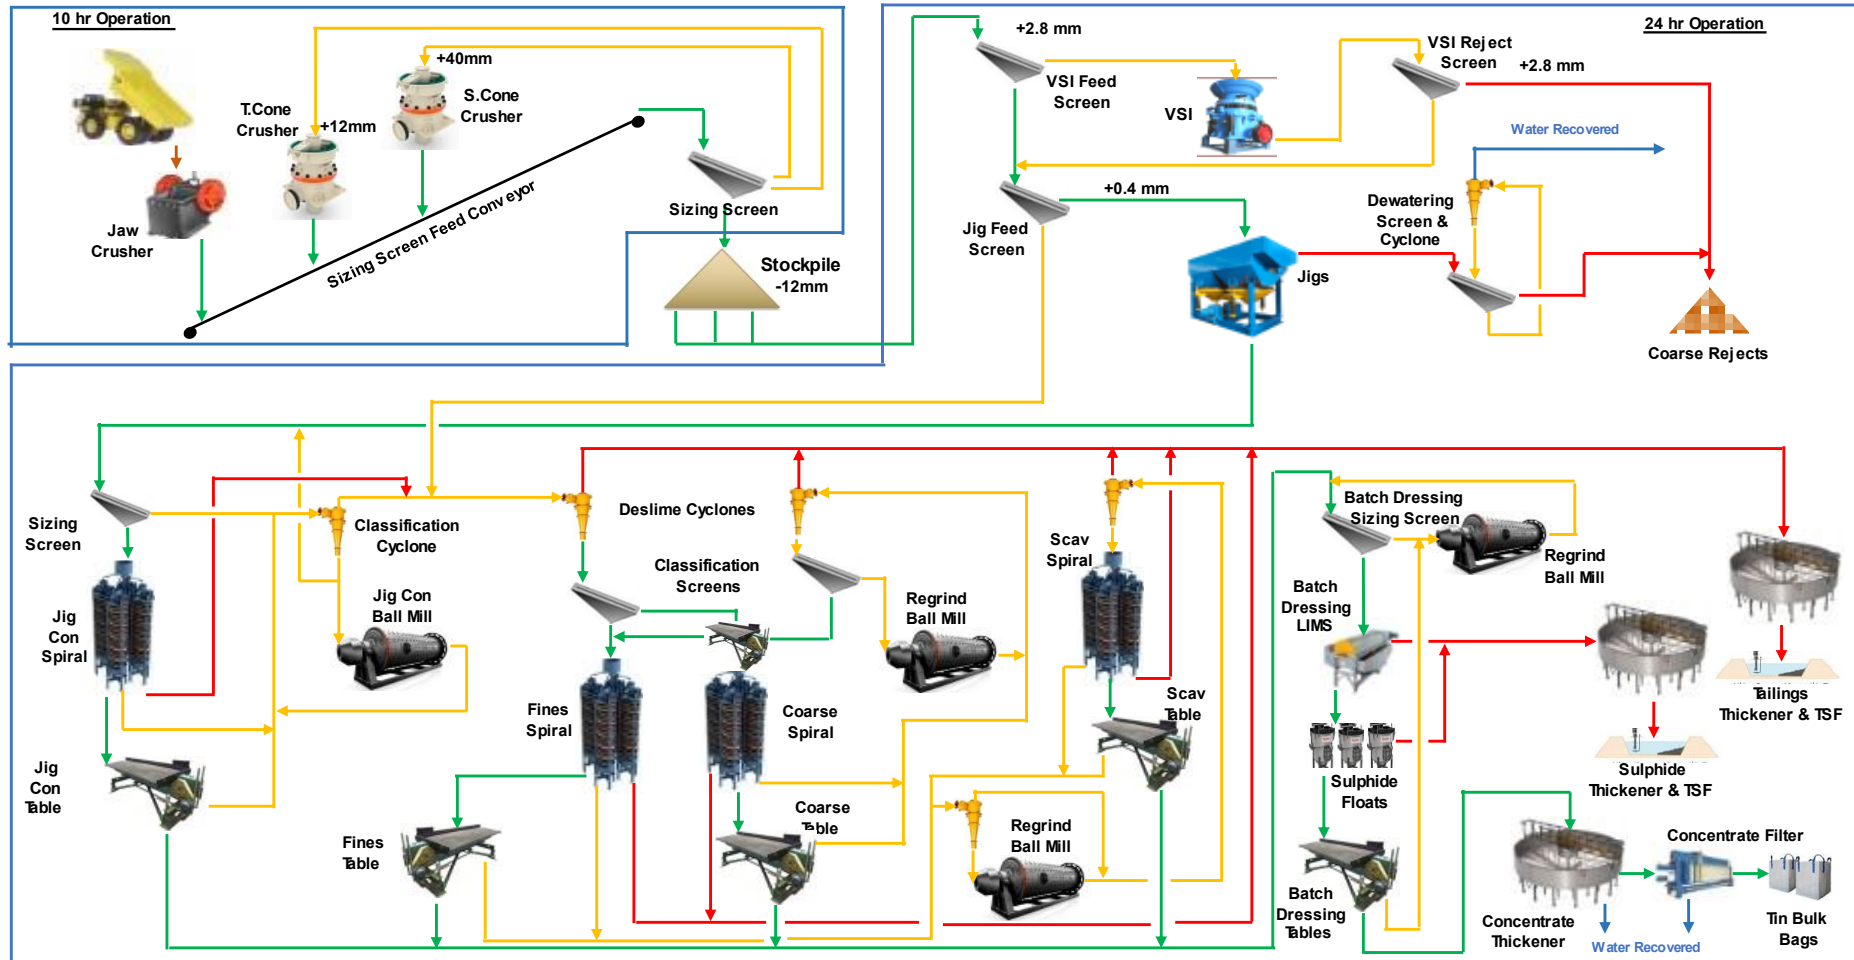 10 hr Operation
24 hr Operation
+40mm
T.Cone
Crusher
+12mm
S.Cone
Crusher
Jaw
Crusher
Sizing Screen Feed Conveyor
Sizing Screen
Stockpile
-12mm
+2.8 mm
VSI Feed
Screen
VSI
VSI Reject
Screen
+2.8 mm
Water Recovered
Jig Feed
Screen
+0.4 mm
Jigs
Dewatering
Screen &
Cyclone
Coarse Rejects
Sizing
Screen
Classification
Cyclone
Jig
Con
Spiral
Jig Con
Ball Mill
Jig
Con
Table
Deslime Cyclones
Classification
Screens
Fines
Spiral
Coarse
Spiral
Regrind
Ball Mill
Fines
Table
Coarse
Table
Scav
Spiral
Scav
Table
Regrind
Ball Mill
Batch Dressing
Sizing Screen
Regrind
Ball Mill
Batch
Dressing
LIMS
Sulphide
Floats
Batch
Dressing
Tables
Tailings
Thickener & TSF
Sulphide
Thickener & TSF
Concentrate Filter
Concentrate
Thickener
Water Recovered
Tin Bulk
Bags